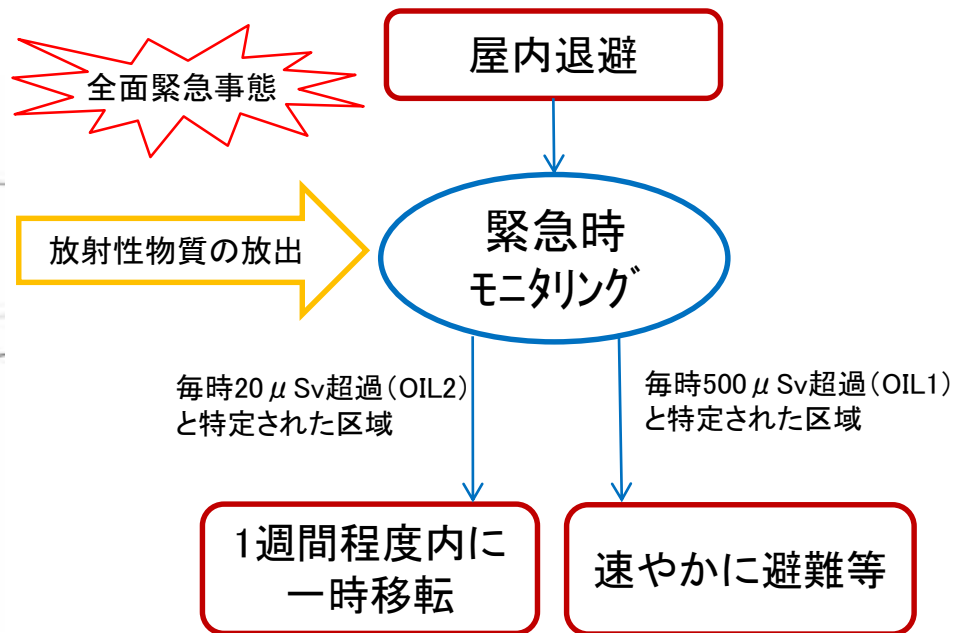 全面緊急事態
屋内退避
放射性物質の放出
緊急時
モニタリング
毎時20μSv超過(OIL2)
と特定された区域
毎時500μSv超過(OIL1)
と特定された区域
1週間程度内に
一時移転
速やかに避難等